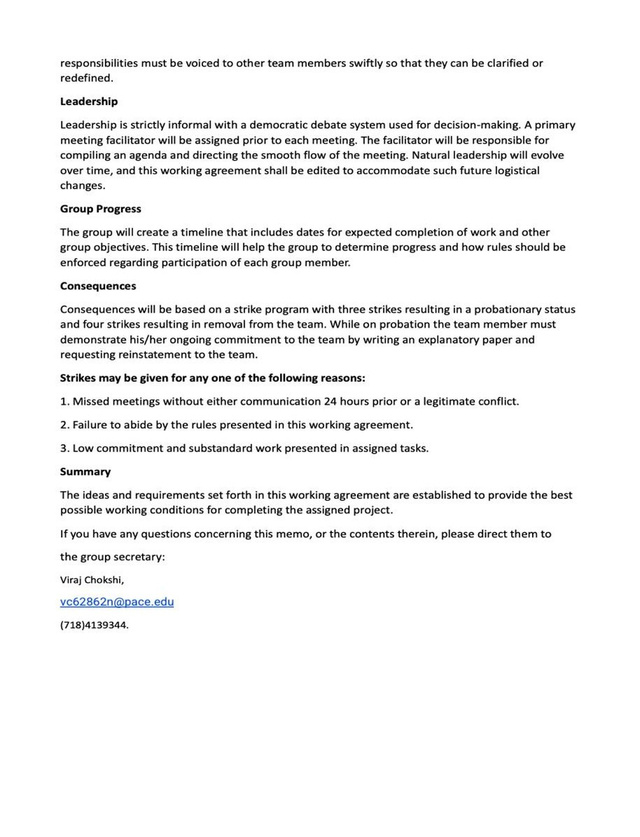 responsibilities must be voiced to other team members swiftly so that they can be clarified or
redefined.
Leadership
Leadership is strictly informal with a democratic debate system used for decision-making. A primary
meeting facilitator will be assigned prior to each meeting. The facilitator will be responsible for
compiling an agenda and directing the smooth flow of the meeting. Natural leadership will evolve
over time, and this working agreement shall be edited to accommodate such future logistical
changes.
Group Progress
The group will create a timeline that includes dates for expected completion of work and other
group objectives. This timeline will help the group to determine progress and how rules should be
enforced regarding participation of each group member.
Consequences
Consequences will be based on a strike program with three strikes resulting in a probationary status
and four strikes resulting in removal from the team. While on probation the team member must
demonstrate his/her ongoing commitment to the team by writing an explanatory paper and
requesting reinstatement to the team.
Strikes may be given for any one of the following reasons:
1. Missed meetings without either communication 24 hours prior or a legitimate conflict.
2. Failure to abide by the rules presented in this working agreement.
3. Low commitment and substandard work presented in assigned tasks.
Summary
The ideas and requirements set forth in this working agreement are established to provide the best
possible working conditions for completing the assigned project.
If you have any questions concerning this memo, or the contents therein, please direct them to
the group secretary:
Viraj Chokshi,
vc62862n@pace.edu
(718)4139344.